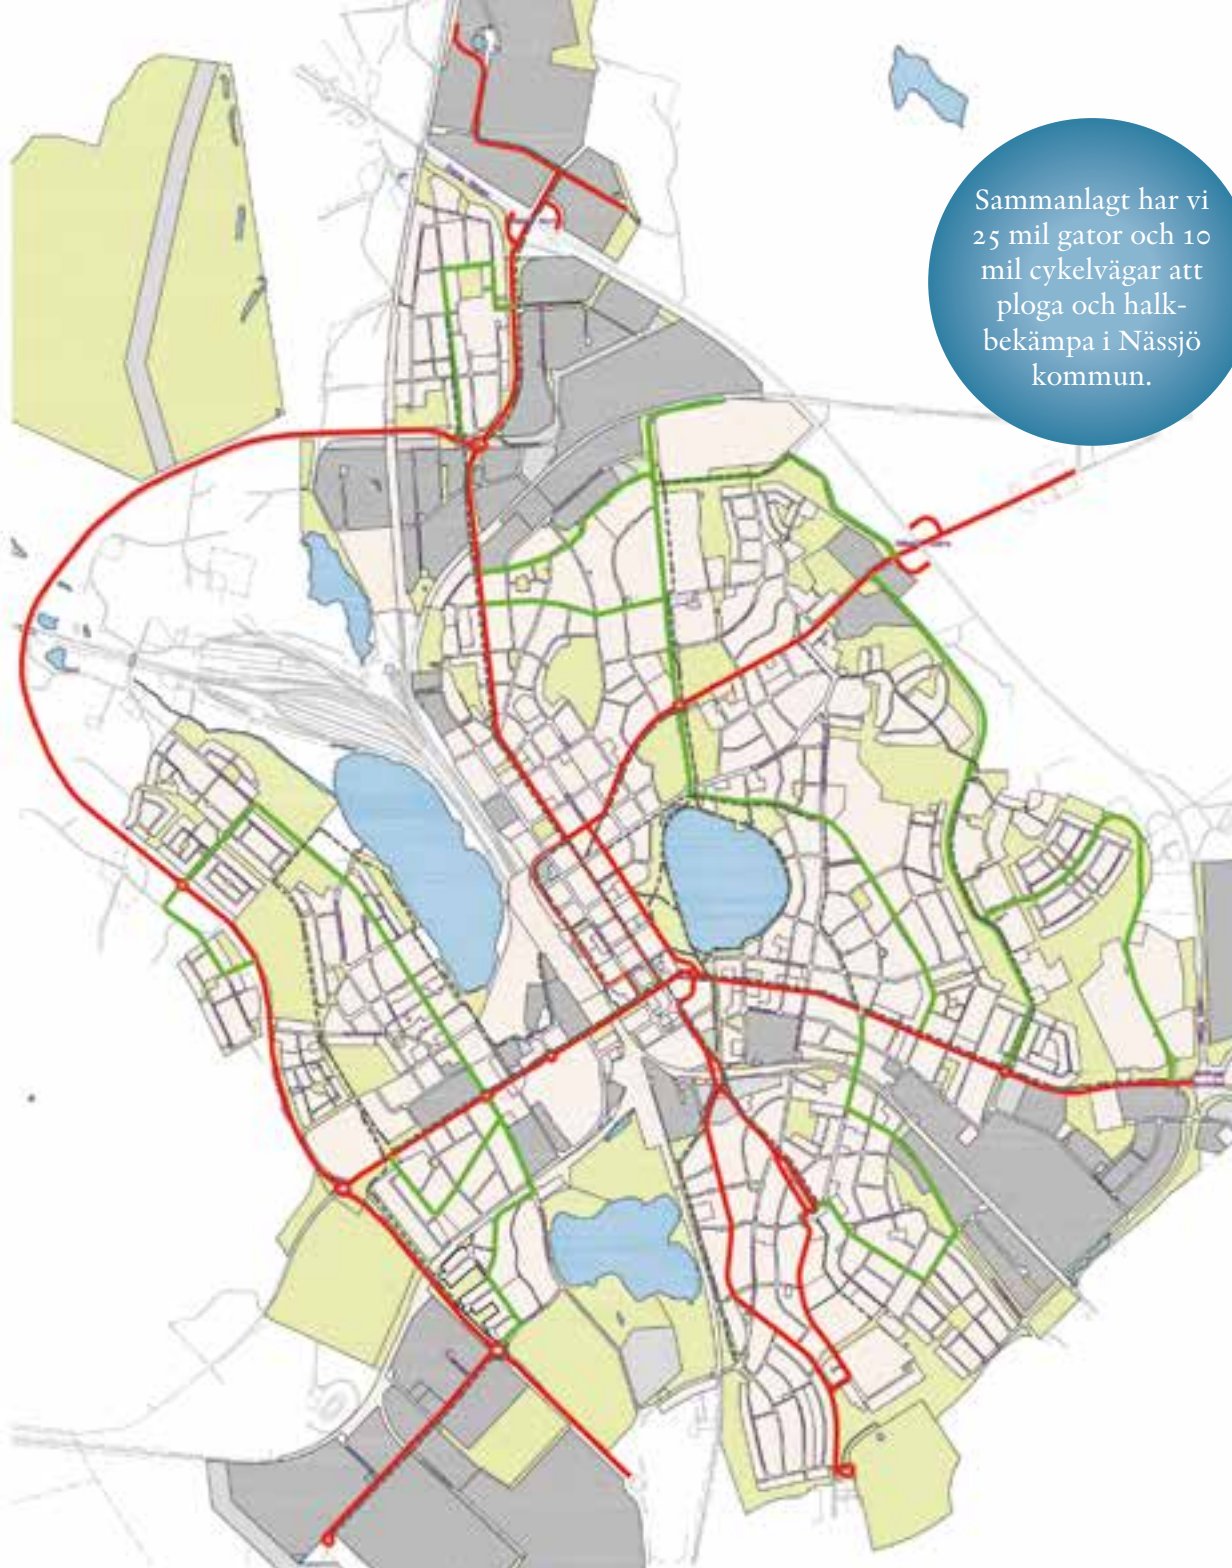 Sammanlagt har vi
25 mil gator och 10
mil cykelvägar att
ploga och halk-
bekämpa i Nässjö
kommun.